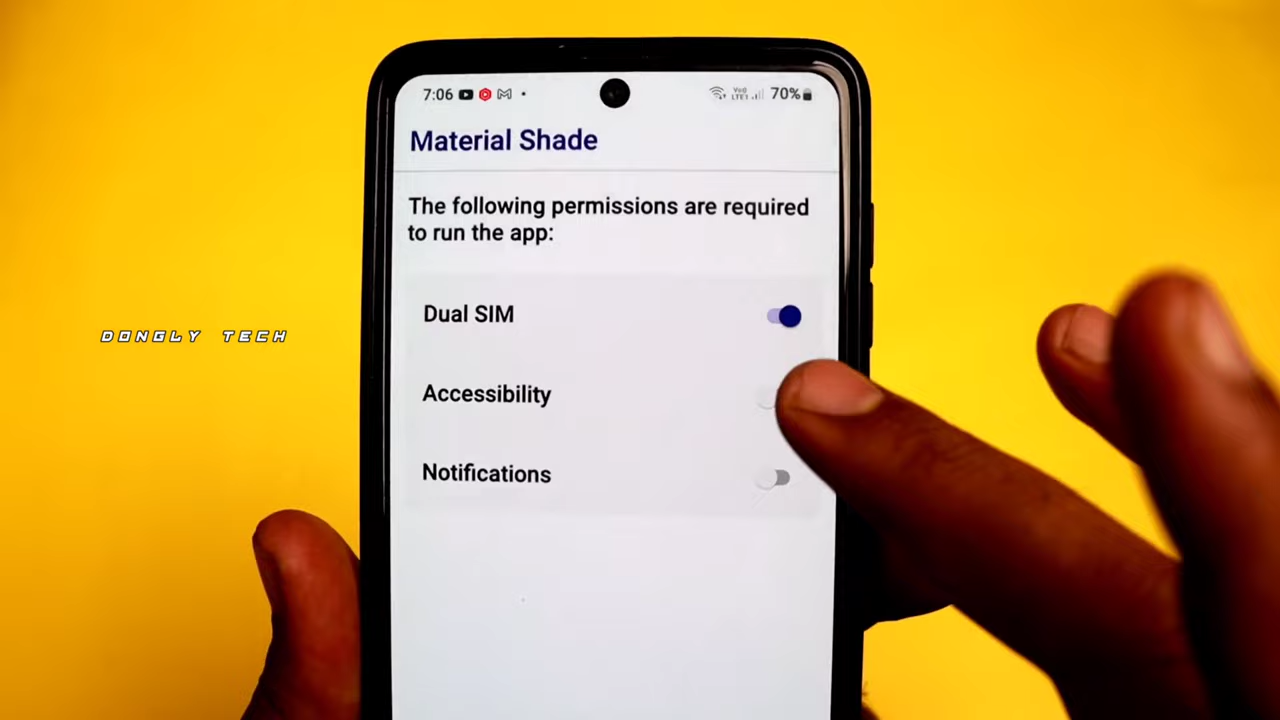 7:06
70%
Material Shade
The following permissions are required
to run the app:
Dual SIM
DONGLY TECH
Accessibility
Notifications